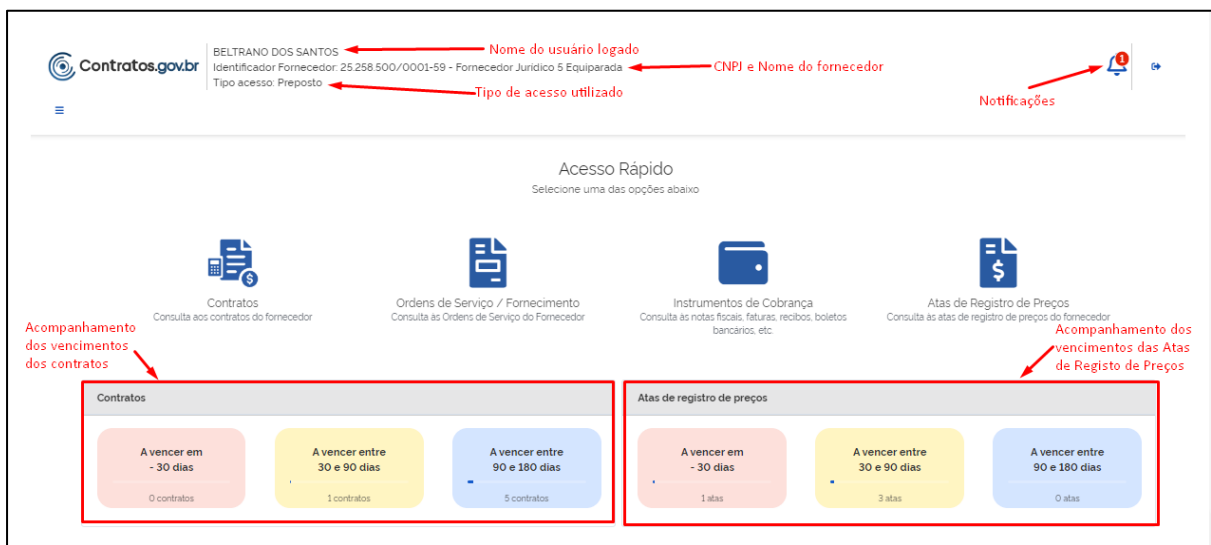 Contratos.gov.br
BELTRANO DOS SANTOS
Nome do usuário logado
Identificador Fornecedor: 25.258.500/0001-59 - Fornecedor Jurídico 5 Equiparada
CNPJ e Nome do fornecedor
Tipo acesso: Preposto
Tipo de acesso utilizado
1
Notificações
Acesso Rápido
Selecione uma das opções abaixo
Contratos
Consulta aos contratos do fornecedor
Ordens de Serviço / Fornecimento
Consulta às Ordens de Serviço do Fornecedor
Instrumentos de Cobrança
Consulta às notas fiscais, faturas, recibos, boletos
bancários, etc.
Atas de Registro de Preços
Consulta às atas de registro de preços do fornecedor
Acompanhamento
dos vencimentos
dos contratos
Acompanhamento dos
vencimentos das Atas
de Registo de Preços
Contratos
A vencer em
- 30 dias
0 contratos
A vencer entre
30 e 90 dias
1 contratos
A vencer entre
90 e 180 dias
5 contratos
Atas de registro de preços
A vencer em
- 30 dias
1 atas
A vencer entre
30 e 90 dias
3 atas
A vencer entre
90 e 180 dias
0 atas